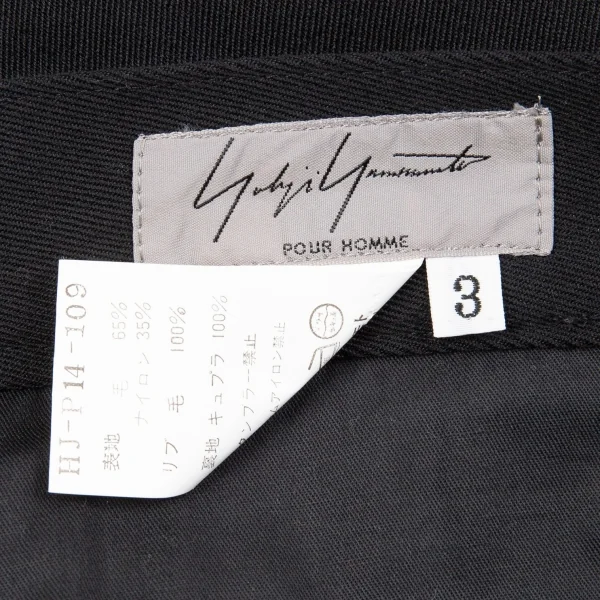 Yohji Yamamoto
POUR HOMME
3
HJ-P14-109
表地 毛 65%
ナイロン 35%
リブ 毛 100%
裏地 キュプラ 100%
タンブラー禁止
アイロン禁止